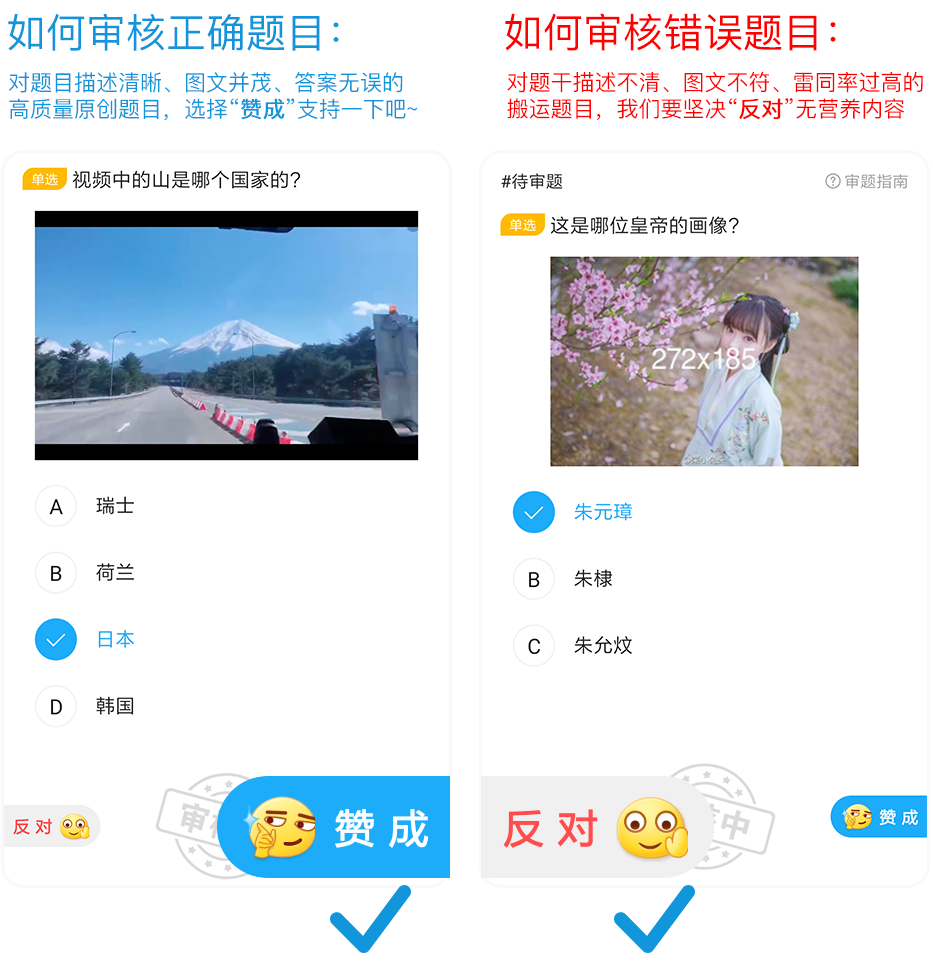 如何审核正确题目：
对题目描述清晰、图文并茂、答案无误的
高质量原创题目，选择“赞成”支持一下吧~
单选 视频中的山是哪个国家的？
A 瑞士
B 荷兰
日本
D 韩国
反对
赞成
如何审核错误题目：
对题干描述不清、图文不符、雷同率过高的
搬运题目，我们要坚决“反对”无营养内容
#待审题
? 审题指南
单选 这是哪位皇帝的画像？
272x185
朱元璋
B 朱棣
C 朱允炆
反对
中
赞成